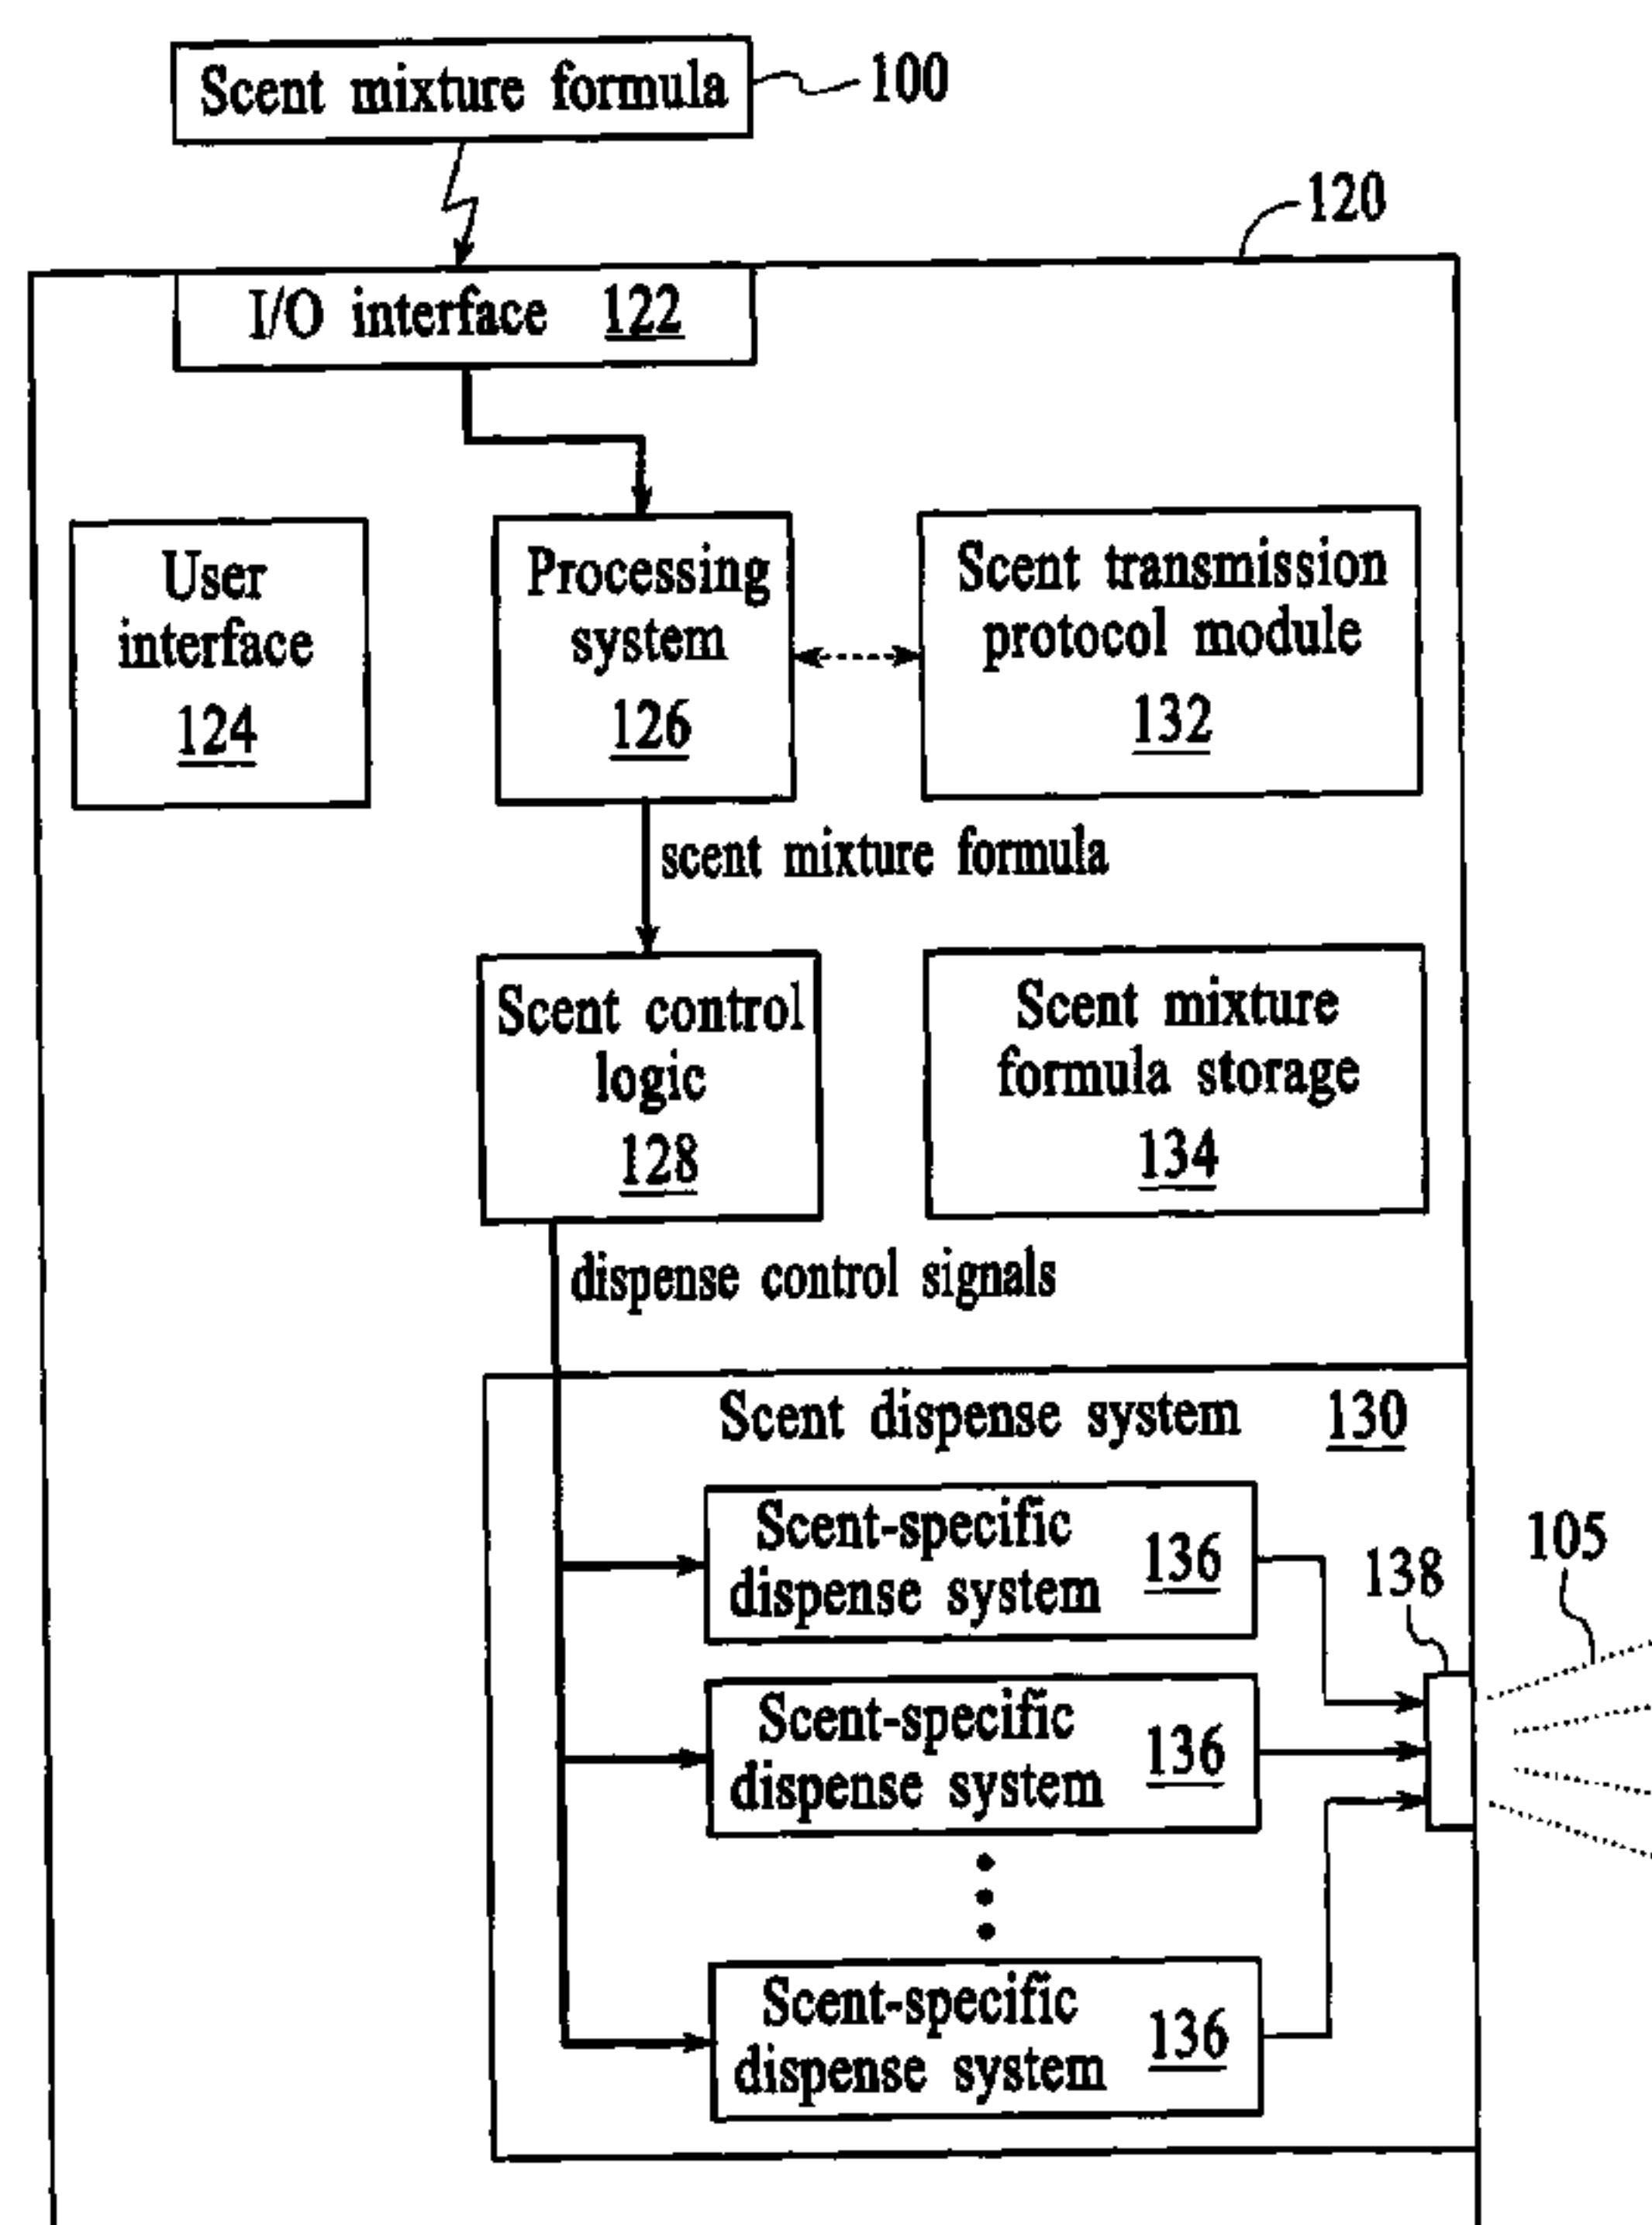 Scent mixture formula
100
120
I/O interface 122
User
interface
124
Processing
system
126
Scent transmission
protocol module
132
scent mixture formula
Scent control
logic
128
Scent mixture
formula storage
134
dispense control signals
Scent dispense system 130
Scent-specific
dispense system
136
138
105
Scent-specific
dispense system
136
Scent-specific
dispense system
136